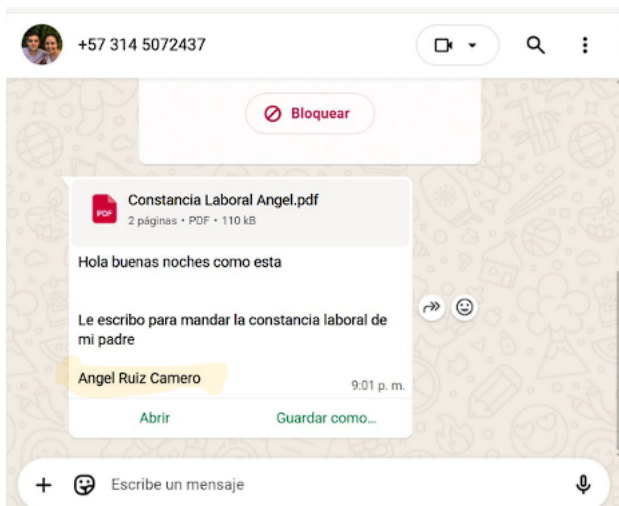 +57 314 5072437
Bloquear
PDF
Constancia Laboral Angel.pdf
2 páginas • PDF • 110 kB
Hola buenas noches como esta
Le escribo para mandar la constancia laboral de
mi padre
Angel Ruiz Camero
9:01 p. m.
Abrir
Guardar como...
Escribe un mensaje